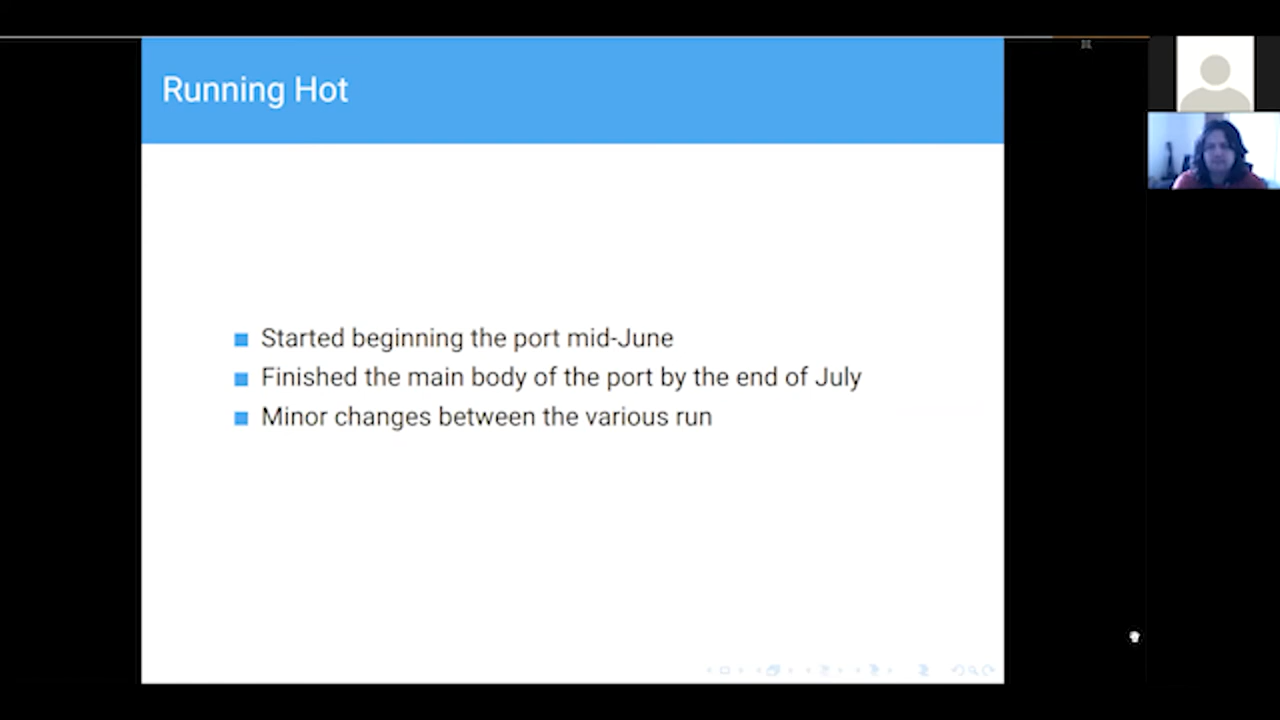 Running Hot
Started beginning the port mid-June
Finished the main body of the port by the end of July
Minor changes between the various run